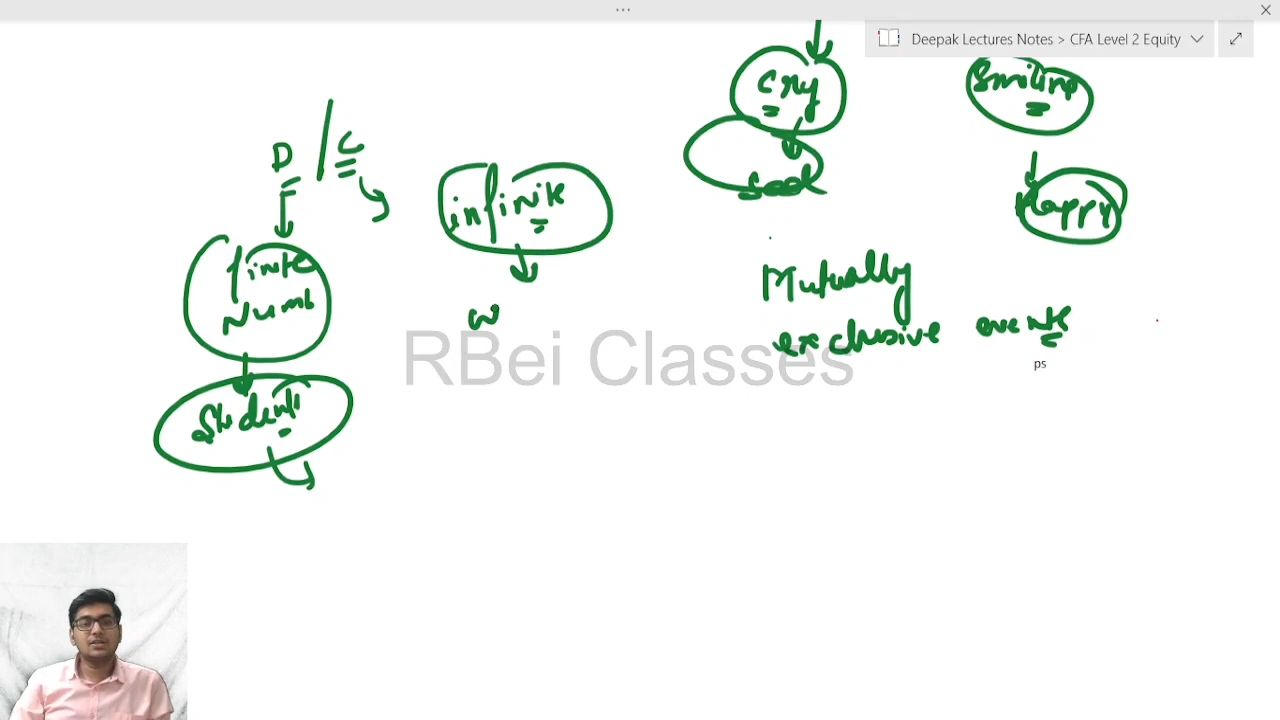 Deepak Lectures Notes > CFA Level 2 Equity
Cry
Smiling
D / C
infinite
Sad
Happy
finite
Numb
Mutually
exclusive events
w
ps
RBei Classes
Students